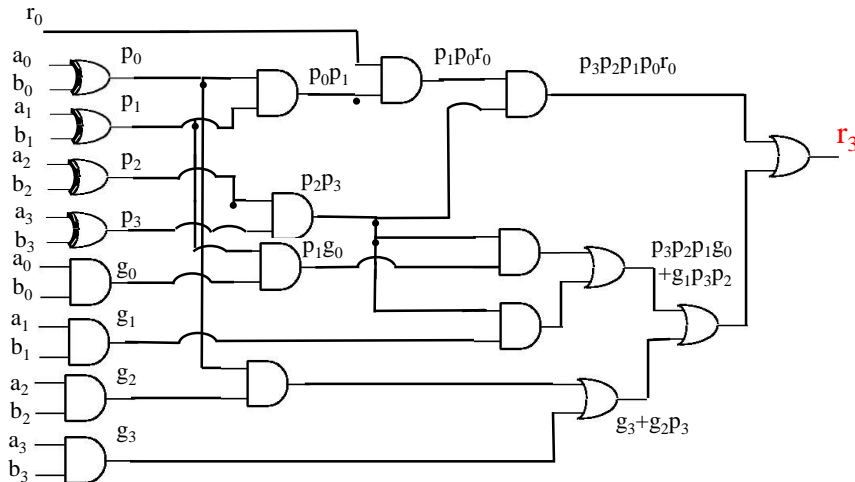 r₀
a₀ p₀ p₁p₀r₀ p₃p₂p₁p₀r₀
b₀ p₀p₁
a₁ p₁
b₁
r₃
a₂ p₂
b₂ p₂p₃
a₃ p₃
b₃
a₀ g₀ p₁g₀ p₃p₂p₁g₀
b₀ +g₁p₃p₂
a₁ g₁
b₁
a₂ g₂
b₂
g₃+g₂p₃
a₃ g₃
b₃